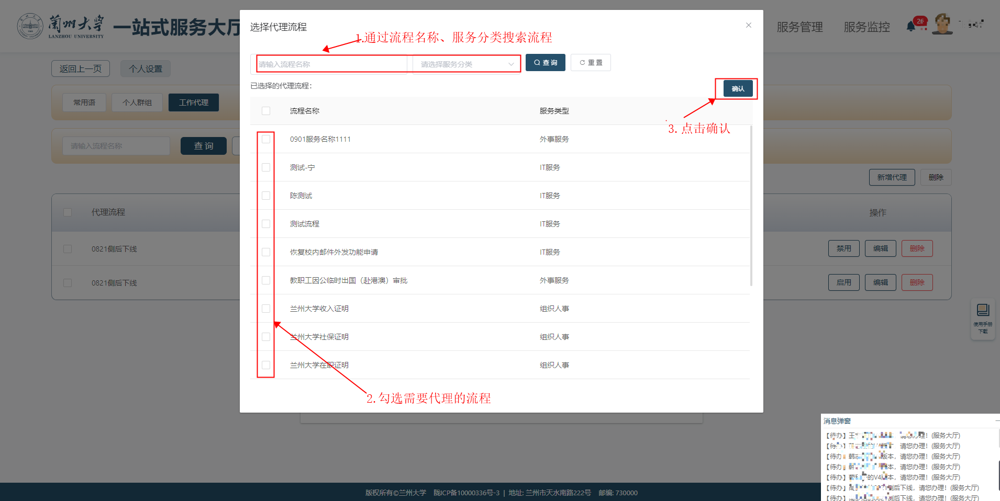 兰州大学
LANZHOU UNIVERSITY
一站式服务大厅
服务管理
服务监控
26
返回上一页
个人设置
常用语
个人群组
工作代理
请输入流程名称
查 询
新增代理
删除
代理流程
操作
0821侧后下线
禁用
编辑
删除
0821侧后下线
启用
编辑
删除
选择代理流程
1.通过流程名称、服务分类搜索流程
请输入流程名称
请选择服务分类
查 询
重 置
已选择的代理流程：
确认
3.点击确认
流程名称
服务类型
0901服务名称1111
外事服务
测试-宁
IT服务
陈测试
IT服务
测试流程
IT服务
恢复校内邮件外发功能申请
IT服务
教职工因公临时出国（赴港澳）审批
外事服务
兰州大学收入证明
组织人事
兰州大学社保证明
组织人事
兰州大学在职证明
组织人事
2.勾选需要代理的流程
使用手册
下载
消息弹窗
【待办】 请您办理！(服务大厅)
【待办】 请您办理！(服务大厅)
【待办 版本，请您办理！(服务大厅)
【待办 本，请您办理！(服务大厅)
【待办】 的V4版本，请您办理！(服务大厅)
【待办】 侧后下线，请您办理！(服务大厅)
【待办】 侧后下线，请您办理！(服务大厅)
版权所有©兰州大学 陇ICP备10000336号-3 | 地址: 兰州市天水南路222号 邮编: 730000